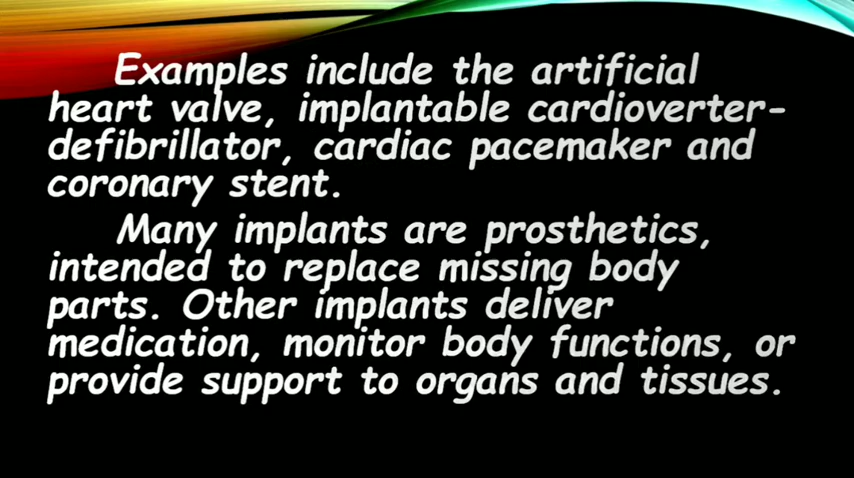 Examples include the artificial
heart valve, implantable cardioverter-
defibrillator, cardiac pacemaker and
coronary stent.
Many implants are prosthetics,
intended to replace missing body
parts. Other implants deliver
medication, monitor body functions, or
provide support to organs and tissues.